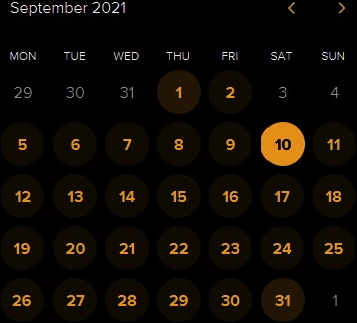 September 2021
MON TUE WED THU FRI SAT SUN
29 30 31 1 2 3 4
5 6 7 8 9 10 11
12 13 14 15 16 17 18
19 20 21 22 23 24 25
26 27 28 29 30 31 1